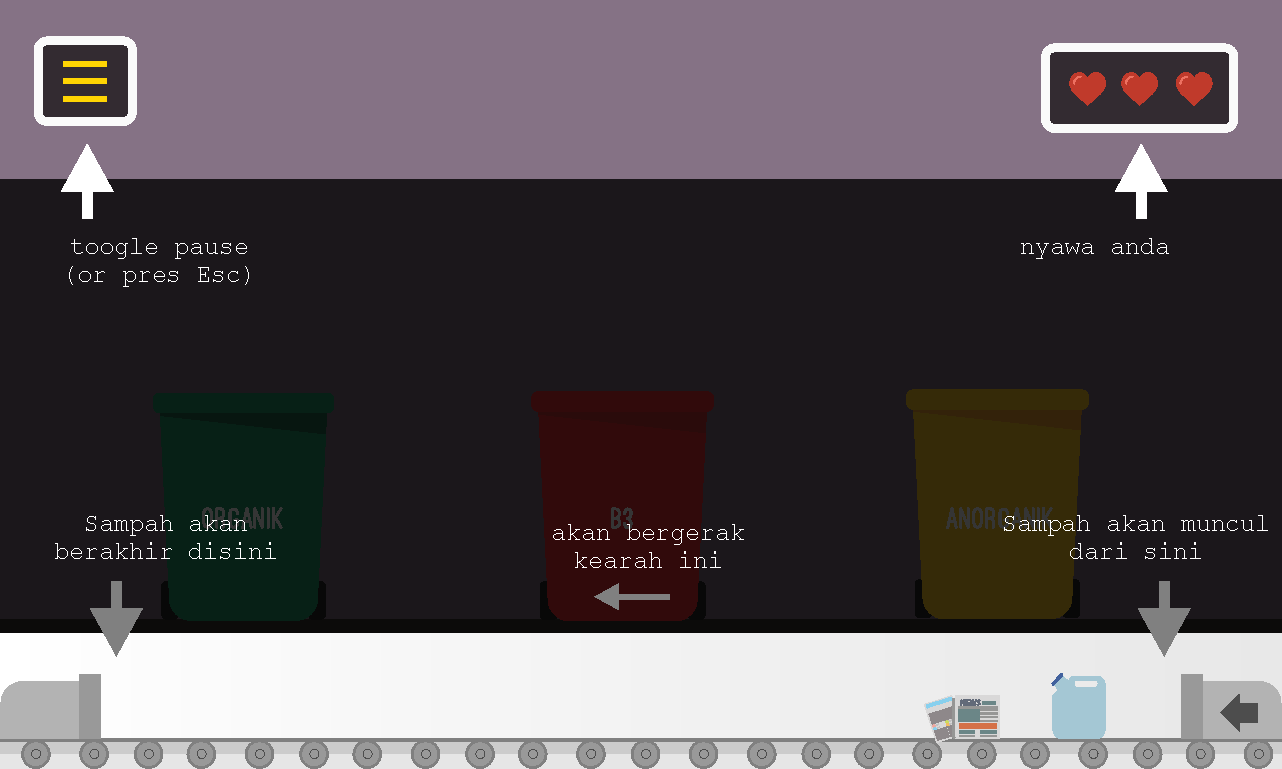 toogle pause
(or pres Esc)
nyawa anda
ORGANIK
B3
ANORGANIK
Sampah akan
berakhir disini
akan bergerak
kearah ini
Sampah akan muncul
dari sini
NEWS